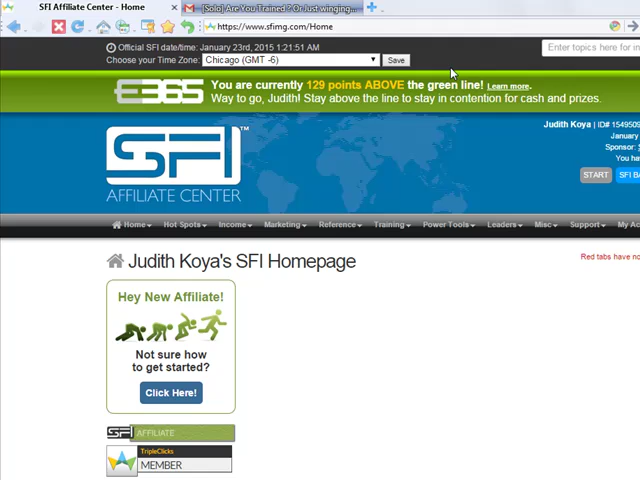 SFI Affiliate Center - Home
[Solo] Are You Trained ? Or Just winging...
https://www.sfimg.com/Home
Official SFI date/time: January 23rd, 2015 1:21:51 AM
Choose your Time Zone: Chicago (GMT -6) Save
Enter topics here for in
E365
You are currently 129 points ABOVE the green line! Learn more.
Way to go, Judith! Stay above the line to stay in contention for cash and prizes.
SFI™
AFFILIATE CENTER
Judith Koya | ID# 1549509
January
Sponsor:
You hav
START SFI BA
Home Hot Spots Income Marketing Reference Training Power Tools Leaders Misc Support My Ac
Judith Koya's SFI Homepage
Red tabs have no
Hey New Affiliate!
Not sure how
to get started?
Click Here!
SFI AFFILIATE
TripleClicks
MEMBER